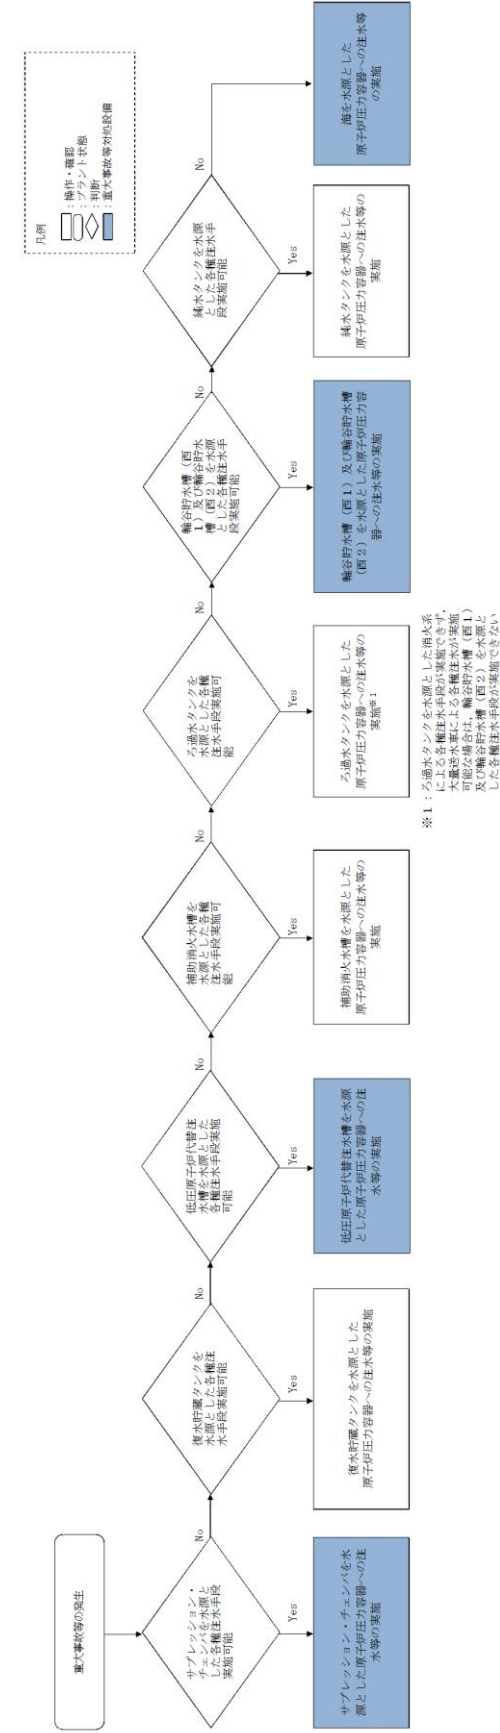 重大事故等の発生
サプレッション・
チェンバを水源と
した各種注水手段
実施可能
No
Yes
サプレッション・チェンバを水
源とした原子炉圧力容器への注
水等の実施
復水貯蔵タンクを
水源とした各種注
水手段実施可能
No
Yes
復水貯蔵タンクを水源とした
原子炉圧力容器への注水等の実施
低圧原子炉代替注
水槽を水源とした
各種注水手段実施
可能
No
Yes
低圧原子炉代替注水槽を水源
とした原子炉圧力容器への注
水等の実施
補助消火水槽を
水源とした各種
注水手段実施可
能
No
Yes
補助消火水槽を水源とした
原子炉圧力容器への注水等の
実施
ろ過水タンクを
水源とした各種
注水手段実施可
能
No
Yes
ろ過水タンクを水源とした
原子炉圧力容器への注水等の
実施※1
輪谷貯水槽(西
1)及び輪谷貯水
槽(西2)を水源
とした各種注水手
段実施可能
No
Yes
輪谷貯水槽(西1)及び輪谷貯水槽
(西2)を水源とした原子炉圧力容
器への注水等の実施
純水タンクを水源
とした各種注水手
段実施可能
No
Yes
純水タンクを水源とした
原子炉圧力容器への注水等の
実施
海を水源とした
原子炉圧力容器への注水等
の実施
凡例
:操作・確認
:プラント状態
:判断
:重大事故等対処設備
※1:ろ過水タンクを水源とした消火系
による各種注水手段が実施できず,
大量送水車による各種注水が実施
可能な場合は,輪谷貯水槽(西1)
及び輪谷貯水槽(西2)を水源と
した各種注水手段が実施できない